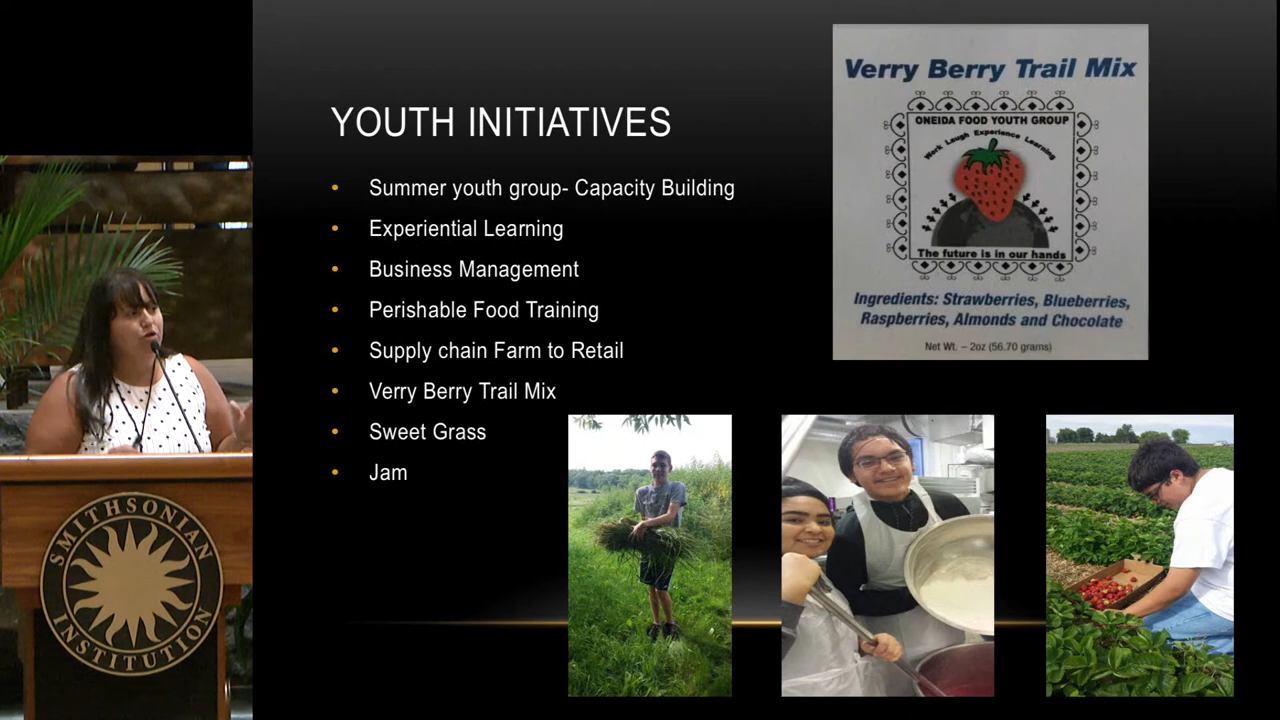 YOUTH INITIATIVES
• Summer youth group- Capacity Building
• Experiential Learning
• Business Management
• Perishable Food Training
• Supply chain Farm to Retail
• Verry Berry Trail Mix
• Sweet Grass
• Jam
Verry Berry Trail Mix
ONEIDA FOOD YOUTH GROUP
Work Laugh Experience Learning
The future is in our hands
Ingredients: Strawberries, Blueberries,
Raspberries, Almonds and Chocolate
Net Wt. – 2oz (56.70 grams)
SMITHSONIAN
INSTITUTION